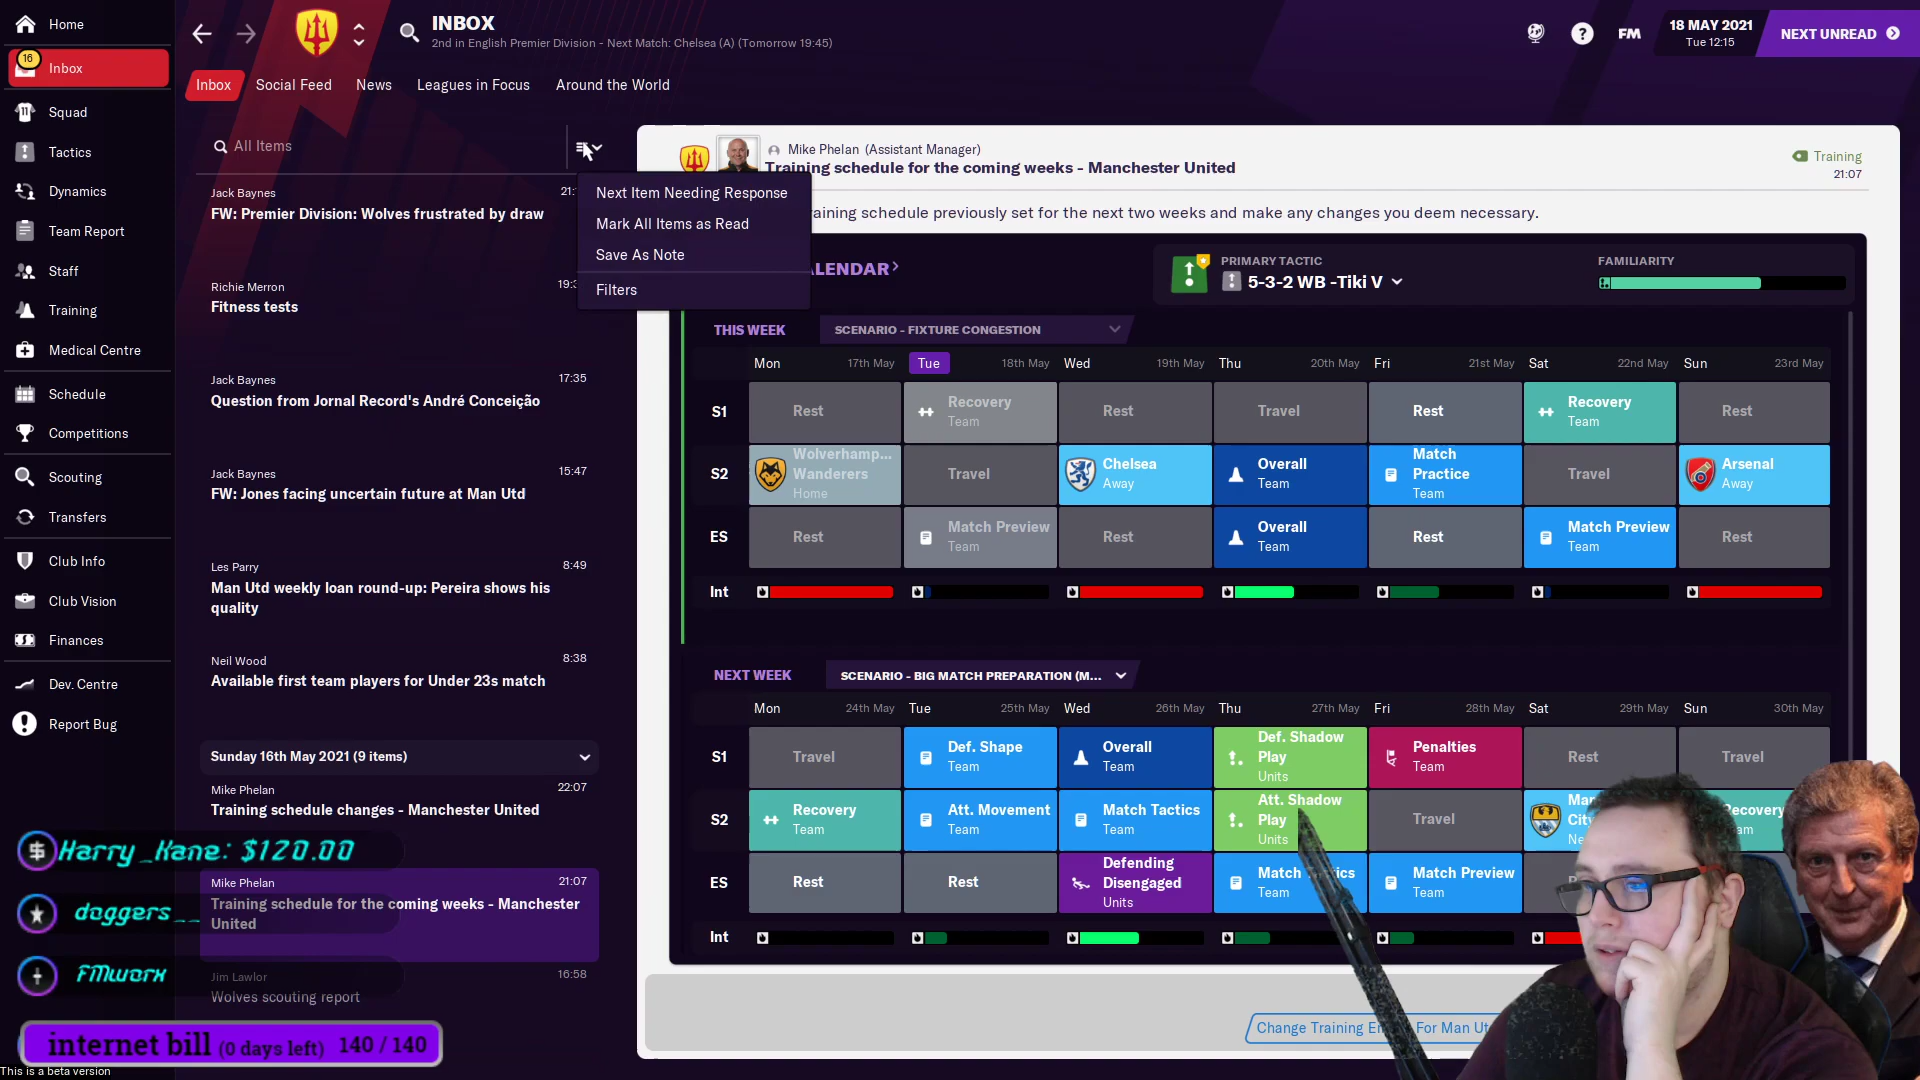 Home
16
Inbox
Squad
Tactics
Dynamics
Team Report
Staff
Training
Medical Centre
Schedule
Competitions
Scouting
Transfers
Club Info
Club Vision
Finances
Dev. Centre
Report Bug
INBOX
2nd in English Premier Division - Next Match: Chelsea (A) (Tomorrow 19:45)
FM
18 MAY 2021
Tue 12:15
NEXT UNREAD
Inbox
Social Feed
News
Leagues in Focus
Around the World
All Items
Next Item Needing Response
Mark All Items as Read
Save As Note
Filters
Jack Baynes
FW: Premier Division: Wolves frustrated by draw
Richie Merron
Fitness tests
Jack Baynes 17:35
Question from Jornal Record's André Conceição
Jack Baynes 15:47
FW: Jones facing uncertain future at Man Utd
Les Parry 8:49
Man Utd weekly loan round-up: Pereira shows his
quality
Neil Wood 8:38
Available first team players for Under 23s match
Sunday 16th May 2021 (9 items)
Mike Phelan 22:07
Training schedule changes - Manchester United
Mike Phelan 21:07
Training schedule for the coming weeks - Manchester
United
Jim Lawlor 16:58
Wolves scouting report
Harry_Kane: $120.00
daggers__
FMworx
internet bill (0 days left) 140 / 140
This is a beta version
Mike Phelan (Assistant Manager)
Training schedule for the coming weeks - Manchester United
Training
21:07
training schedule previously set for the next two weeks and make any changes you deem necessary.
ALENDAR
PRIMARY TACTIC
5-3-2 WB -Tiki V
FAMILIARITY
THIS WEEK
SCENARIO - FIXTURE CONGESTION
Mon 17th May Tue 18th May Wed 19th May Thu 20th May Fri 21st May Sat 22nd May Sun 23rd May
S1 Rest Recovery Team Rest Travel Rest Recovery Team Rest
S2 Wolverhamp... Wanderers Home Travel Chelsea Away Overall Team Match Practice Team Travel Arsenal Away
ES Rest Match Preview Team Rest Overall Team Rest Match Preview Team Rest
Int
NEXT WEEK
SCENARIO - BIG MATCH PREPARATION (M...
Mon 24th May Tue 25th May Wed 26th May Thu 27th May Fri 28th May Sat 29th May Sun 30th May
S1 Travel Def. Shape Team Overall Team Def. Shadow Play Units Penalties Team Rest Travel
S2 Recovery Team Att. Movement Team Match Tactics Team Att. Shadow Play Units Travel Recovery
ES Rest Rest Defending Disengaged Units Match Team Match Preview Team
Int
Change Training For Man Ut